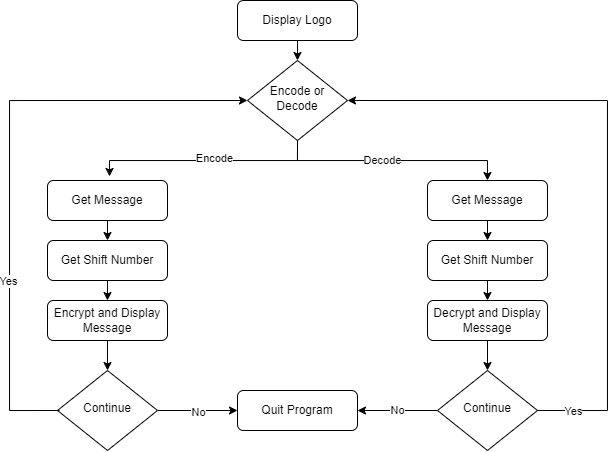 Display Logo
Encode or
Decode
Encode
Decode
Get Message
Get Message
Get Shift Number
Get Shift Number
Yes
Encrypt and Display
Message
Decrypt and Display
Message
Continue
No
Quit Program
No
Continue
Yes